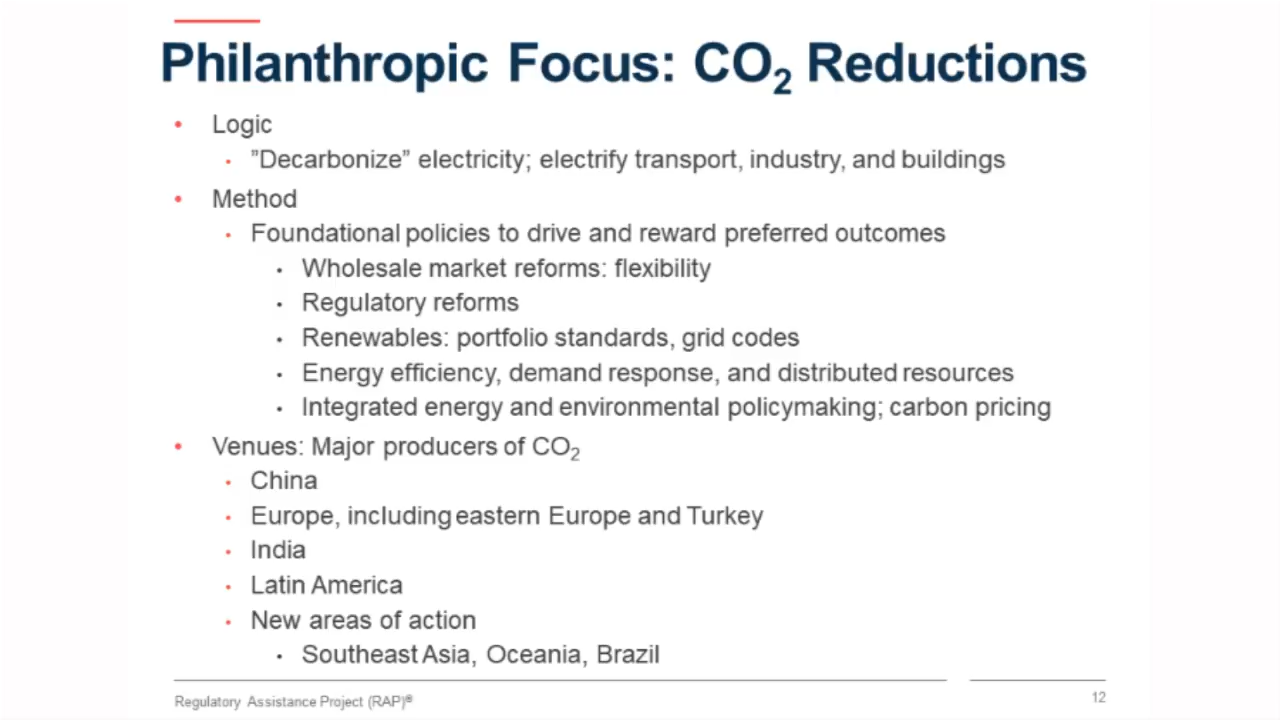 Philanthropic Focus: CO₂ Reductions
• Logic
• ”Decarbonize” electricity; electrify transport, industry, and buildings
• Method
• Foundational policies to drive and reward preferred outcomes
• Wholesale market reforms: flexibility
• Regulatory reforms
• Renewables: portfolio standards, grid codes
• Energy efficiency, demand response, and distributed resources
• Integrated energy and environmental policymaking; carbon pricing
• Venues: Major producers of CO₂
• China
• Europe, including eastern Europe and Turkey
• India
• Latin America
• New areas of action
• Southeast Asia, Oceania, Brazil
Regulatory Assistance Project (RAP)®
12